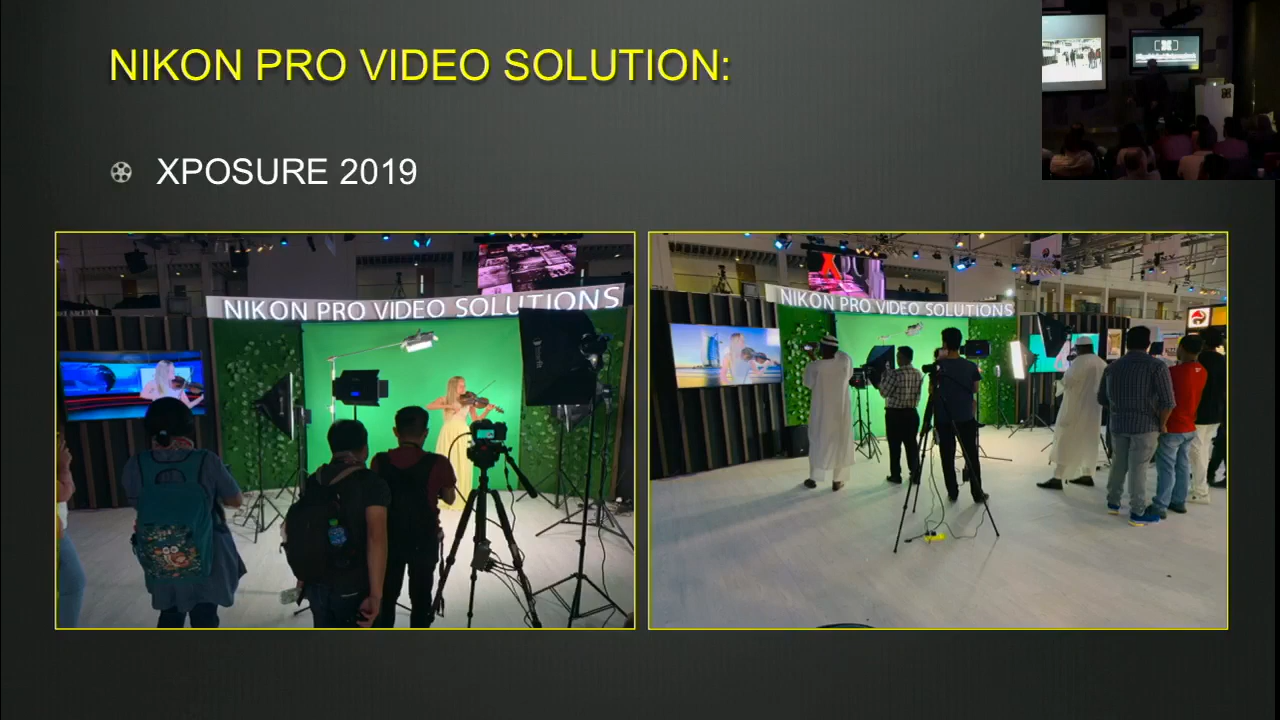 NIKON PRO VIDEO SOLUTION:
XPOSURE 2019
NIKON PRO VIDEO SOLUTIONS
NIKON PRO VIDEO SOLUTIONS